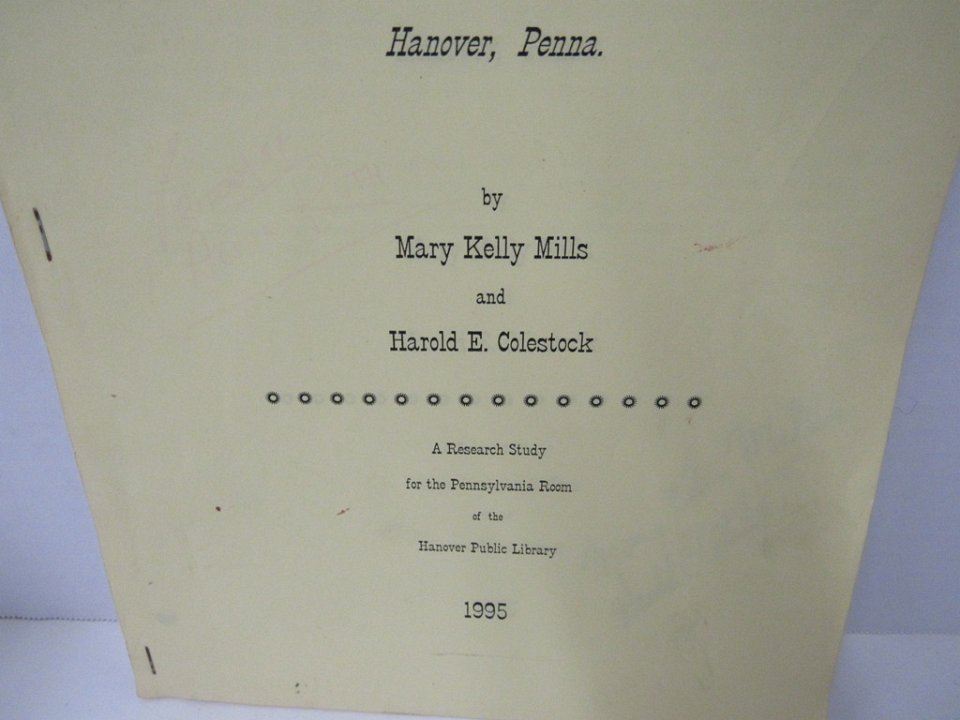 Hanover, Penna.
by
Mary Kelly Mills
and
Harold E. Colestock
A Research Study
for the Pennsylvania Room
of the
Hanover Public Library
1995